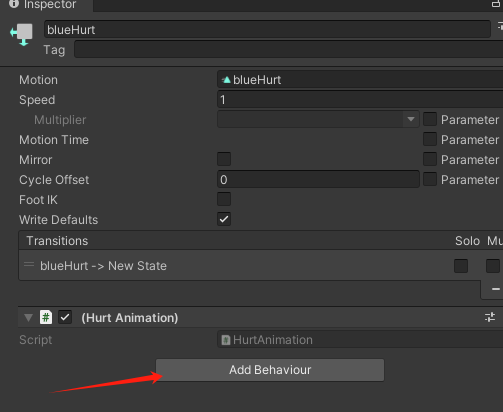 Inspector
blueHurt
Tag
Motion blueHurt
Speed 1
Multiplier Parameter
Motion Time Parameter
Mirror Parameter
Cycle Offset 0 Parameter
Foot IK
Write Defaults
Transitions Solo Mu
blueHurt -> New State
# (Hurt Animation)
Script HurtAnimation
Add Behaviour